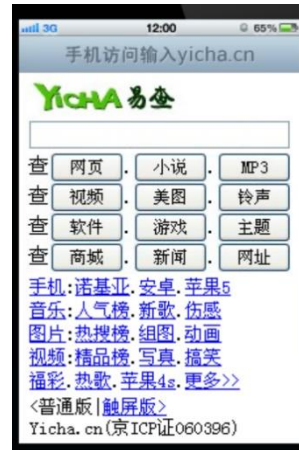 3G 12:00 65%
手机访问输入yicha.cn
YiCHA 易查
查 网页 . 小说 . MP3
查 视频 . 美图 . 铃声
查 软件 . 游戏 . 主题
查 商城 . 新闻 . 网址
手机:诺基亚.安卓.苹果5
音乐:人气榜.新歌.伤感
图片:热搜榜.组图.动画
视频:精品榜.写真.搞笑
福彩.热歌.苹果4s.更多>>
<普通版|触屏版>
Yicha.cn(京ICP证060396)